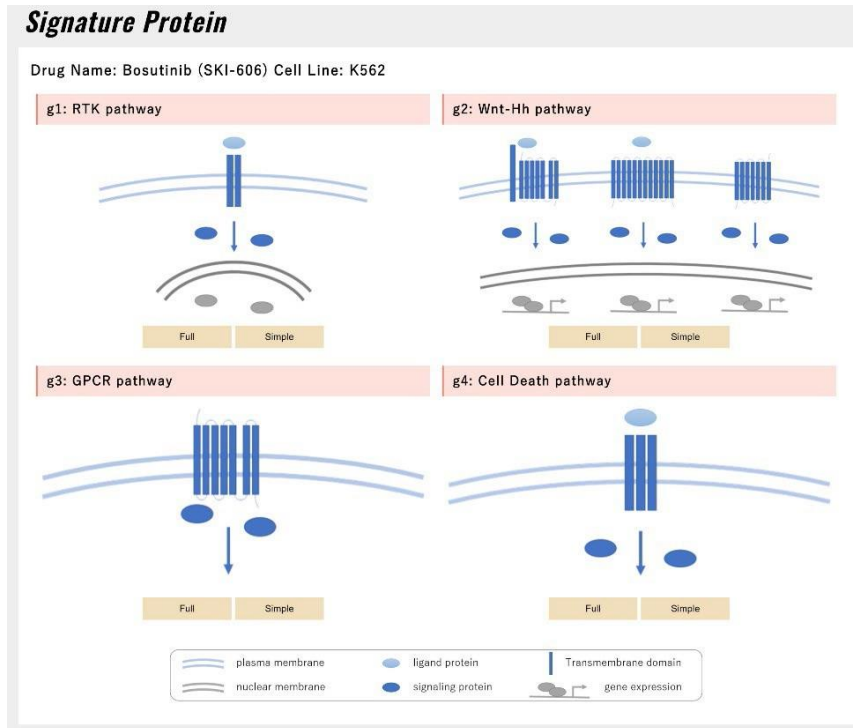 Signature Protein
Drug Name: Bosutinib (SKI-606) Cell Line: K562
g1: RTK pathway
g2: Wnt-Hh pathway
Full Simple
Full Simple
g3: GPCR pathway
g4: Cell Death pathway
Full Simple
Full Simple
plasma membrane ligand protein Transmembrane domain
nuclear membrane signaling protein gene expression